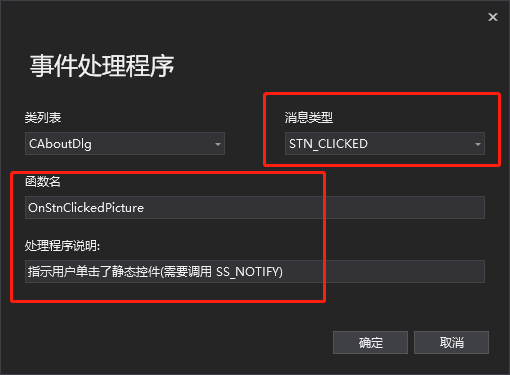 事件处理程序
类列表
消息类型
CAboutDlg
STN_CLICKED
函数名
OnStnClickedPicture
处理程序说明:
指示用户单击了静态控件(需要调用 SS_NOTIFY)
确定
取消